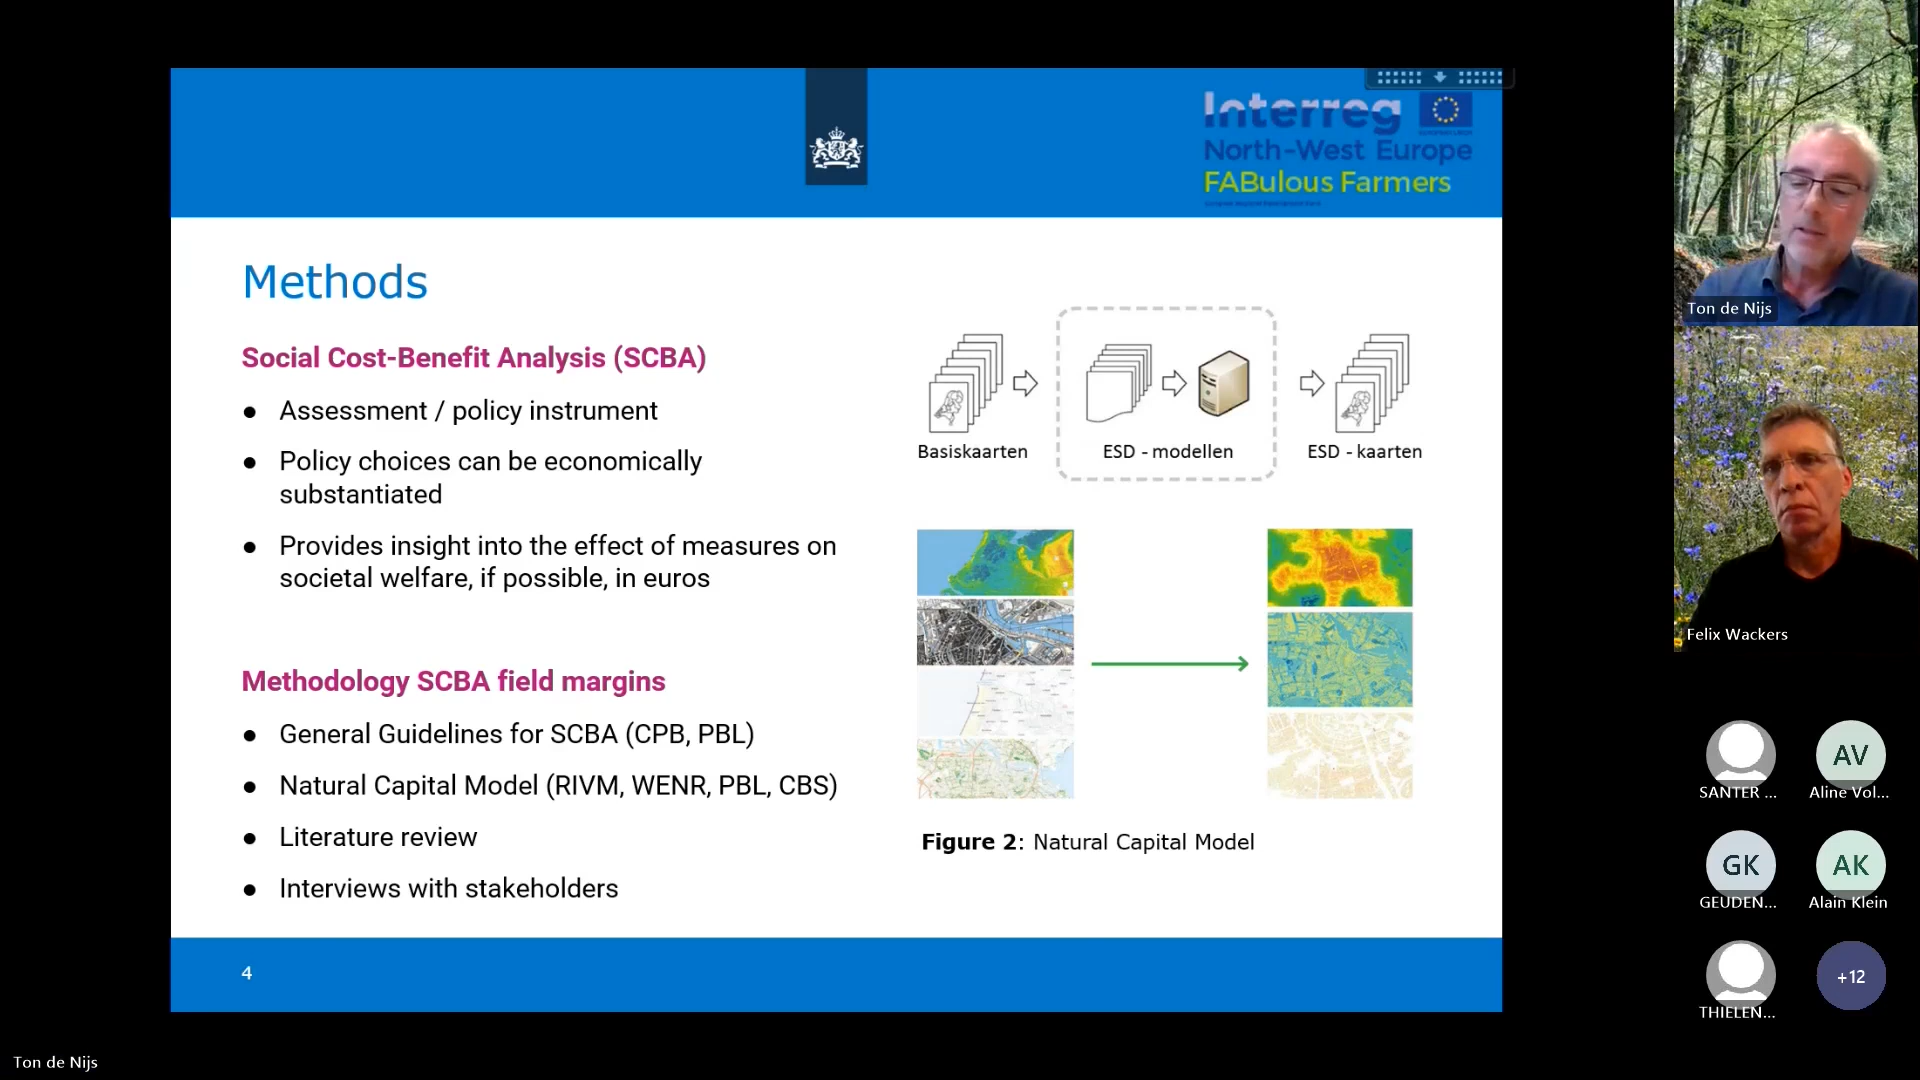 Interreg
North-West Europe
FABulous Farmers
Methods
Social Cost-Benefit Analysis (SCBA)
● Assessment / policy instrument
● Policy choices can be economically
substantiated
● Provides insight into the effect of measures on
societal welfare, if possible, in euros
Methodology SCBA field margins
● General Guidelines for SCBA (CPB, PBL)
● Natural Capital Model (RIVM, WENR, PBL, CBS)
● Literature review
● Interviews with stakeholders
Basiskaarten
ESD - modellen
ESD - kaarten
Figure 2: Natural Capital Model
4
Ton de Nijs
Felix Wackers
SANTER ...
AV
Aline Vol...
GK
GEUDEN...
AK
Alain Klein
THIELEN...
+12
Ton de Nijs